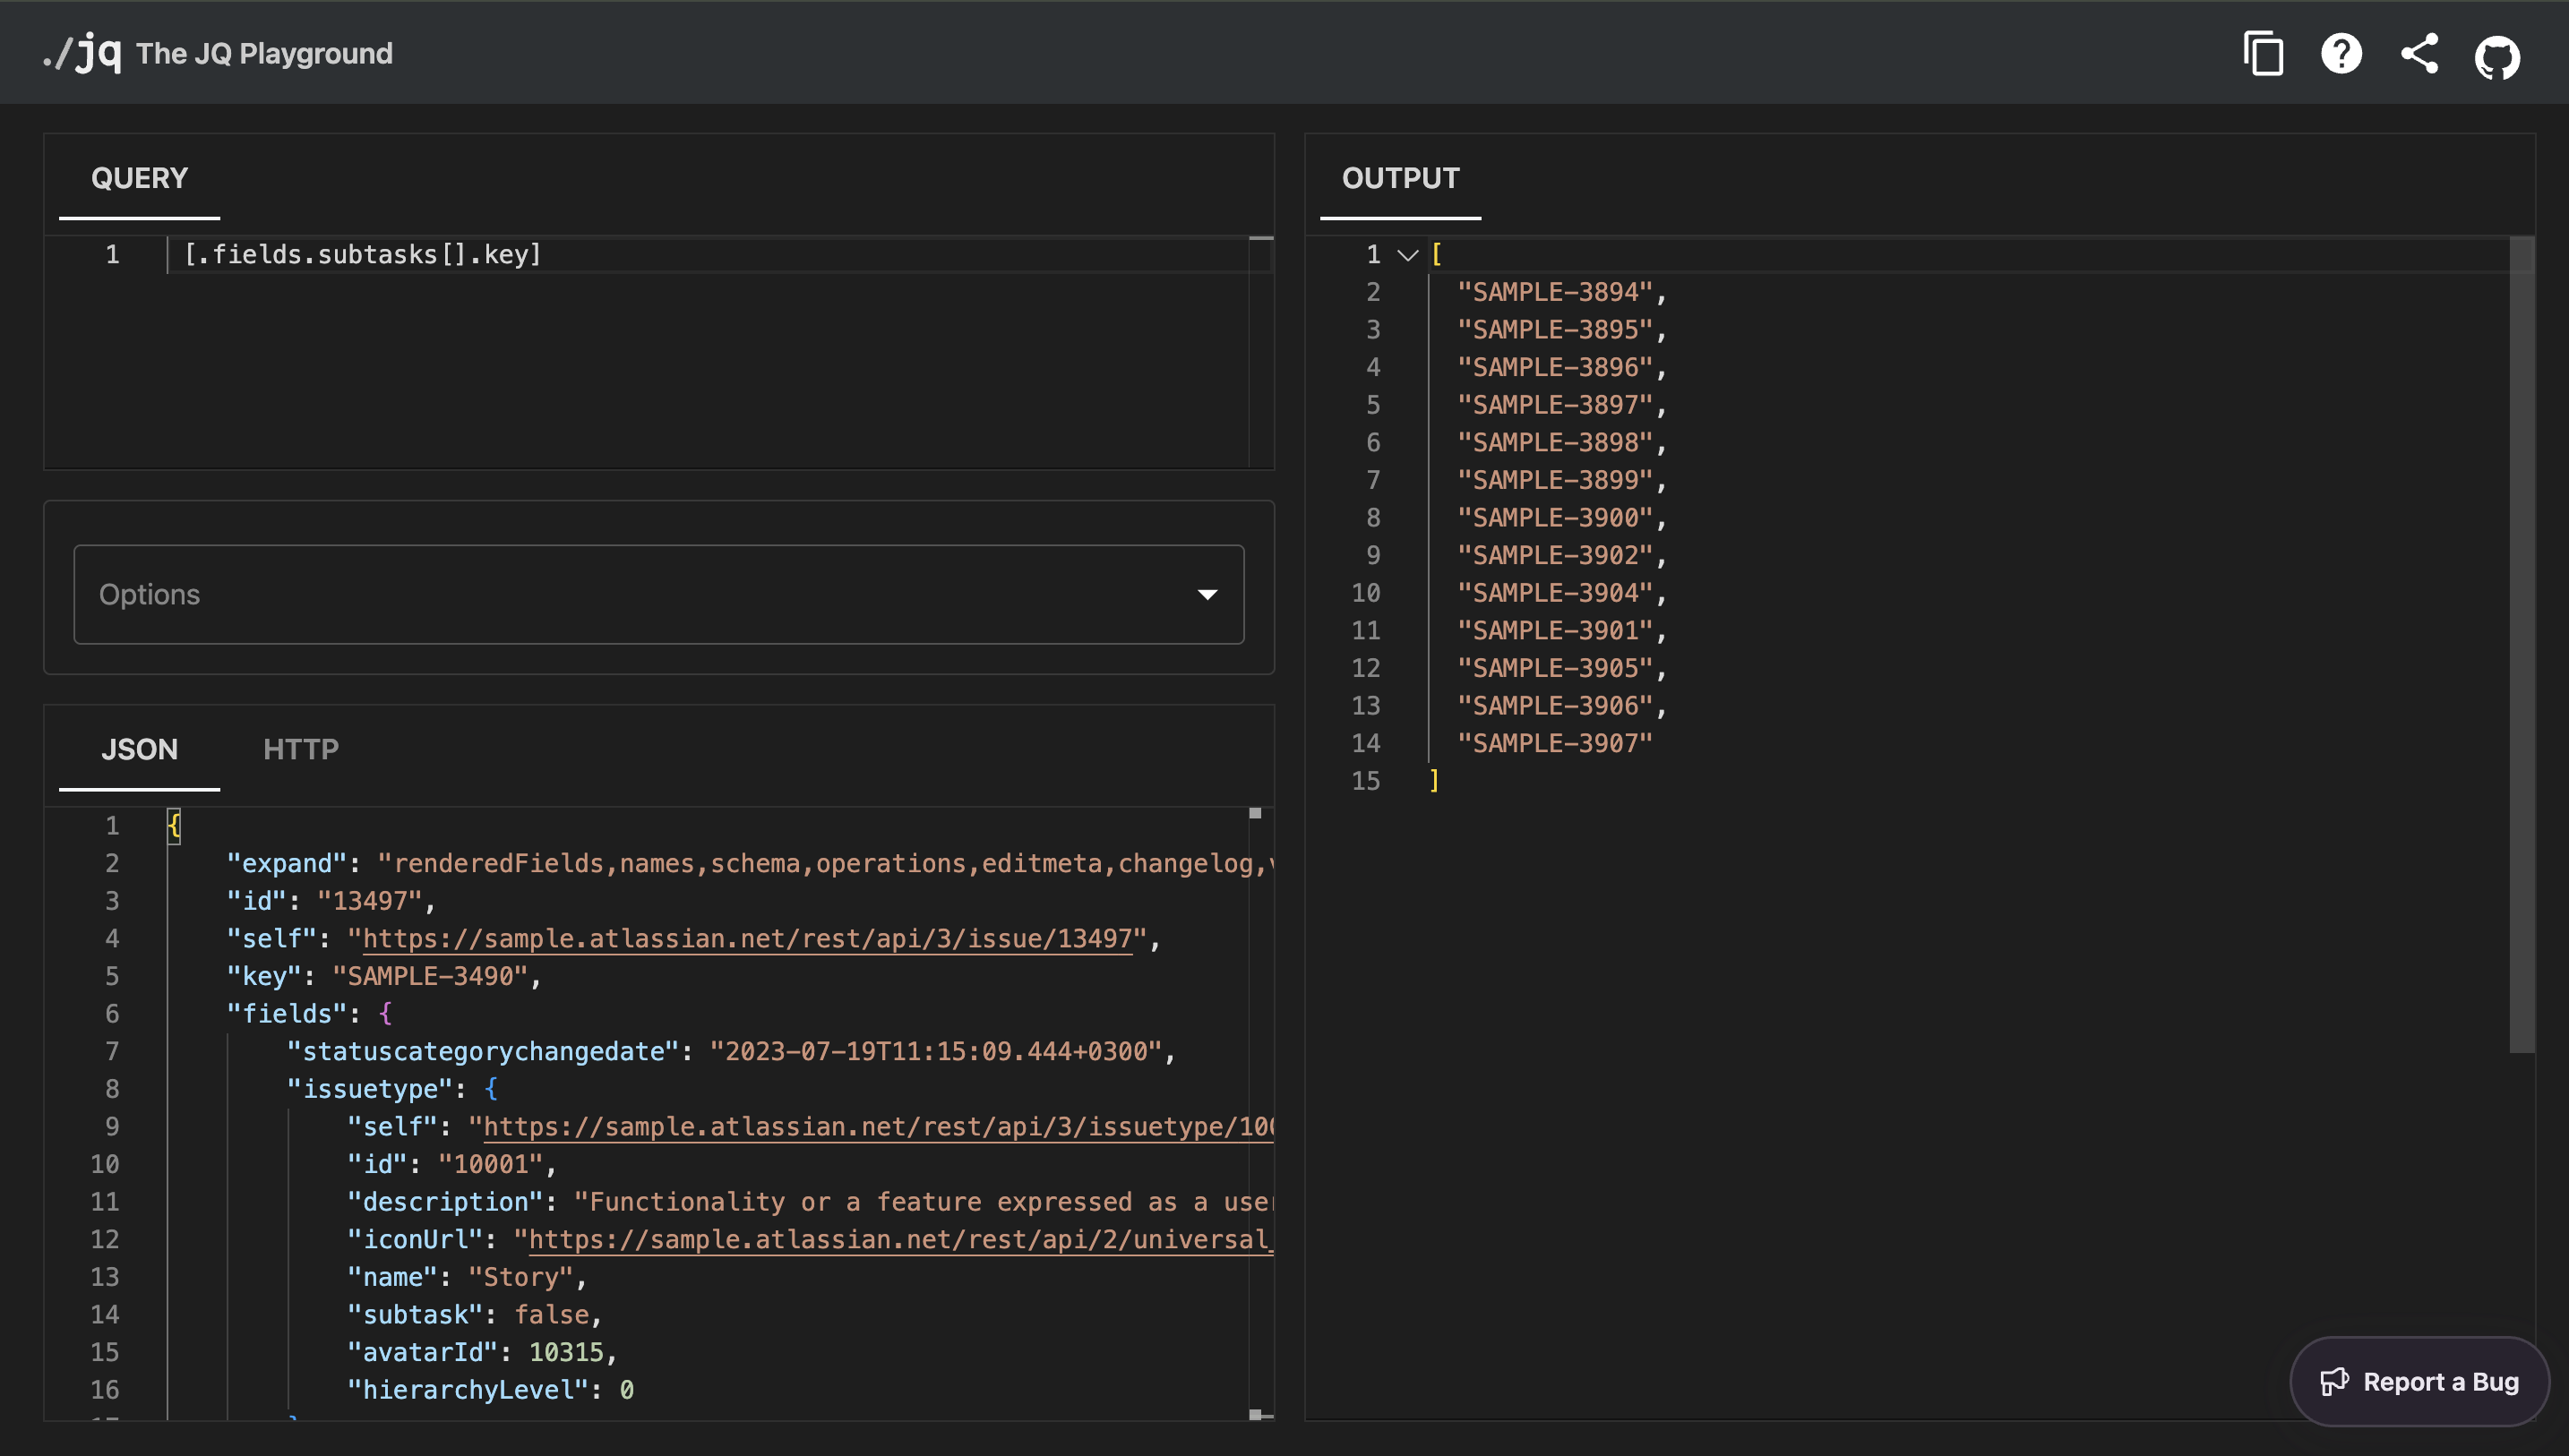 ./jq The JQ Playground
QUERY
1 [.fields.subtasks[].key]
Options
JSON HTTP
1 {
2 "expand": "renderedFields,names,schema,operations,editmeta,changelog,
3 "id": "13497",
4 "self": "https://sample.atlassian.net/rest/api/3/issue/13497",
5 "key": "SAMPLE-3490",
6 "fields": {
7 "statuscategorychangedate": "2023-07-19T11:15:09.444+0300",
8 "issuetype": {
9 "self": "https://sample.atlassian.net/rest/api/3/issuetype/100
10 "id": "10001",
11 "description": "Functionality or a feature expressed as a user
12 "iconUrl": "https://sample.atlassian.net/rest/api/2/universal_
13 "name": "Story",
14 "subtask": false,
15 "avatarId": 10315,
16 "hierarchyLevel": 0
OUTPUT
1 [
2 "SAMPLE-3894",
3 "SAMPLE-3895",
4 "SAMPLE-3896",
5 "SAMPLE-3897",
6 "SAMPLE-3898",
7 "SAMPLE-3899",
8 "SAMPLE-3900",
9 "SAMPLE-3902",
10 "SAMPLE-3904",
11 "SAMPLE-3901",
12 "SAMPLE-3905",
13 "SAMPLE-3906",
14 "SAMPLE-3907"
15 ]
Report a Bug